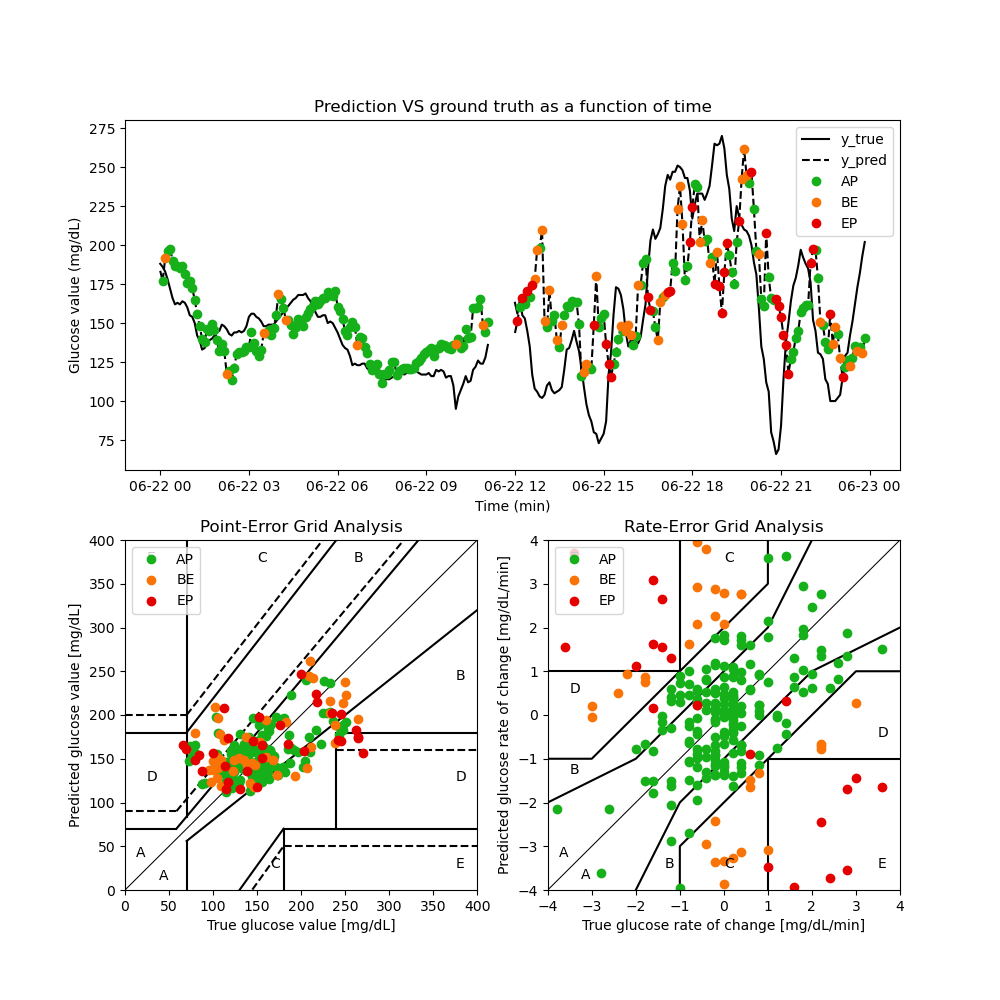 Prediction VS ground truth as a function of time
Glucose value (mg/dL)
275
250
225
200
175
150
125
100
75
y_true
y_pred
AP
BE
EP
06-22 00 06-22 03 06-22 06 06-22 09 06-22 12 06-22 15 06-22 18 06-22 21 06-23 00
Time (min)
Point-Error Grid Analysis
Predicted glucose value [mg/dL]
400
350
300
250
200
150
100
50
0
AP
BE
EP
C
B
B
D
D
A
A
C
E
0 50 100 150 200 250 300 350 400
True glucose value [mg/dL]
Rate-Error Grid Analysis
Predicted glucose rate of change [mg/dL/min]
4
3
2
1
0
−1
−2
−3
−4
AP
BE
EP
C
D
D
B
A
A
B
C
E
−4 −3 −2 −1 0 1 2 3 4
True glucose rate of change [mg/dL/min]